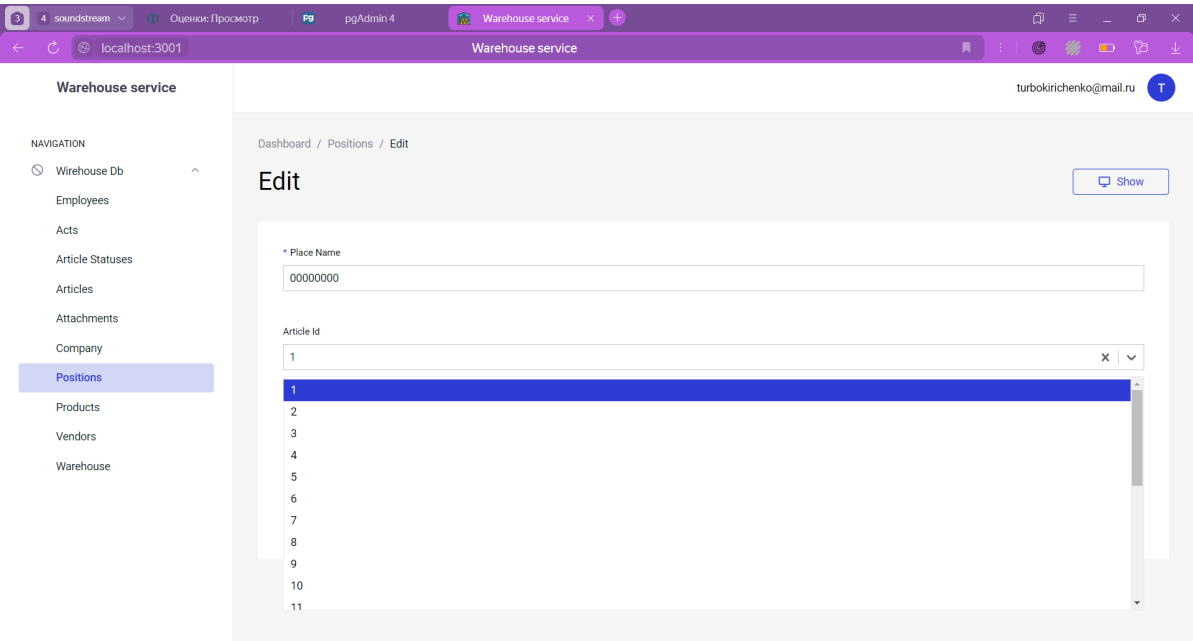 3
4 soundstream
Оценки: Просмотр
Pg pgAdmin 4
Warehouse service
localhost:3001
Warehouse service
Warehouse service
turbokirichenko@mail.ru
T
NAVIGATION
Wirehouse Db
Employees
Acts
Article Statuses
Articles
Attachments
Company
Positions
Products
Vendors
Warehouse
Dashboard / Positions / Edit
Edit
Show
* Place Name
00000000
Article Id
1
1
2
3
4
5
6
7
8
9
10
11